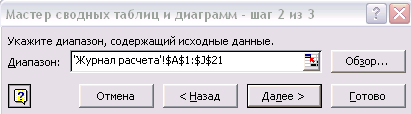 Мастер сводных таблиц и диаграмм - шаг 2 из 3
Укажите диапазон, содержащий исходные данные.
Диапазон: 'Журнал расчета'!$A$1:$J$21 Обзор...
? Отмена < Назад Далее > Готово